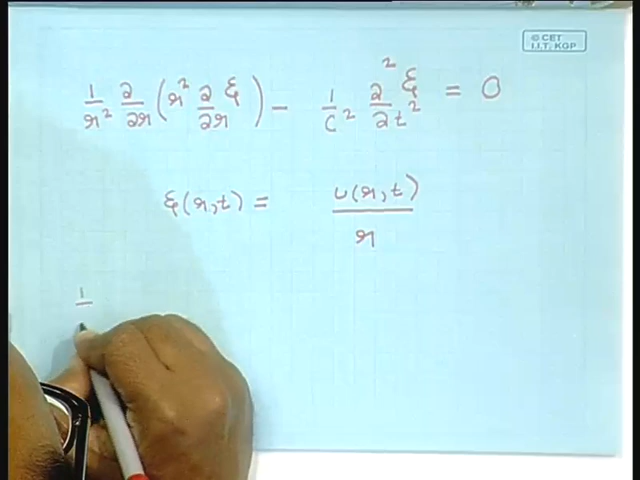 © CET
I.I.T. KGP
1/r² ∂/∂r (r² ∂ξ/∂r) - 1/c² ∂²ξ/∂t² = 0
ξ(r,t) = u(r,t)/r
1